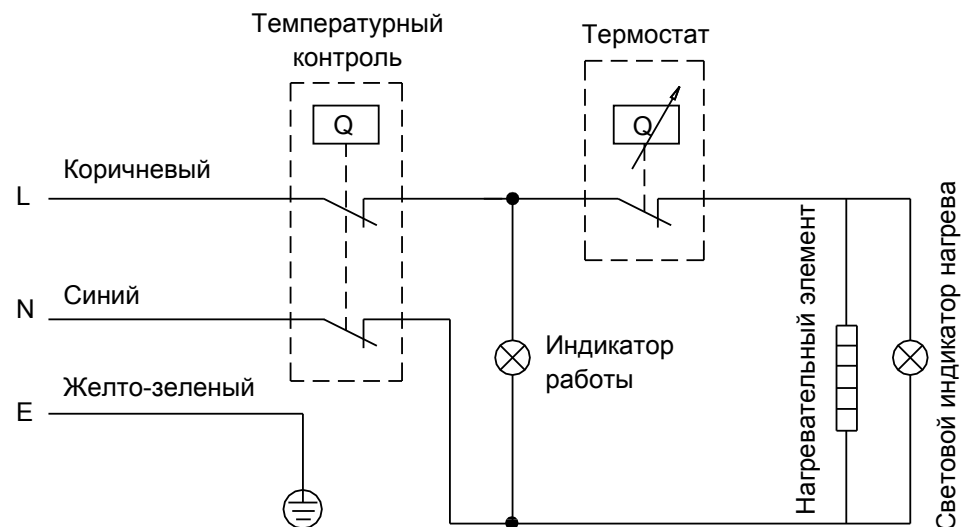 Температурный
контроль
Термостат
Q
Q
Коричневый
L
Синий
N
Индикатор
работы
Желто-зеленый
E
Нагревательный элемент
Световой индикатор нагрева